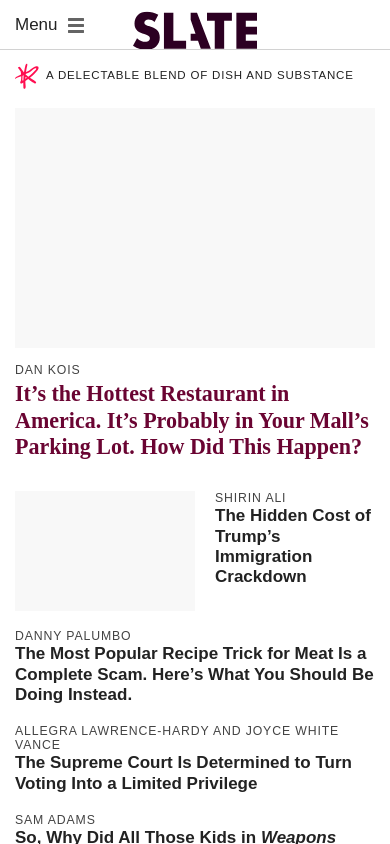 Menu
SLATE
A DELECTABLE BLEND OF DISH AND SUBSTANCE
DAN KOIS
It’s the Hottest Restaurant in
America. It’s Probably in Your Mall’s
Parking Lot. How Did This Happen?
SHIRIN ALI
The Hidden Cost of
Trump’s
Immigration
Crackdown
DANNY PALUMBO
The Most Popular Recipe Trick for Meat Is a
Complete Scam. Here’s What You Should Be
Doing Instead.
ALLEGRA LAWRENCE-HARDY AND JOYCE WHITE
VANCE
The Supreme Court Is Determined to Turn
Voting Into a Limited Privilege
SAM ADAMS
So, Why Did All Those Kids in Weapons